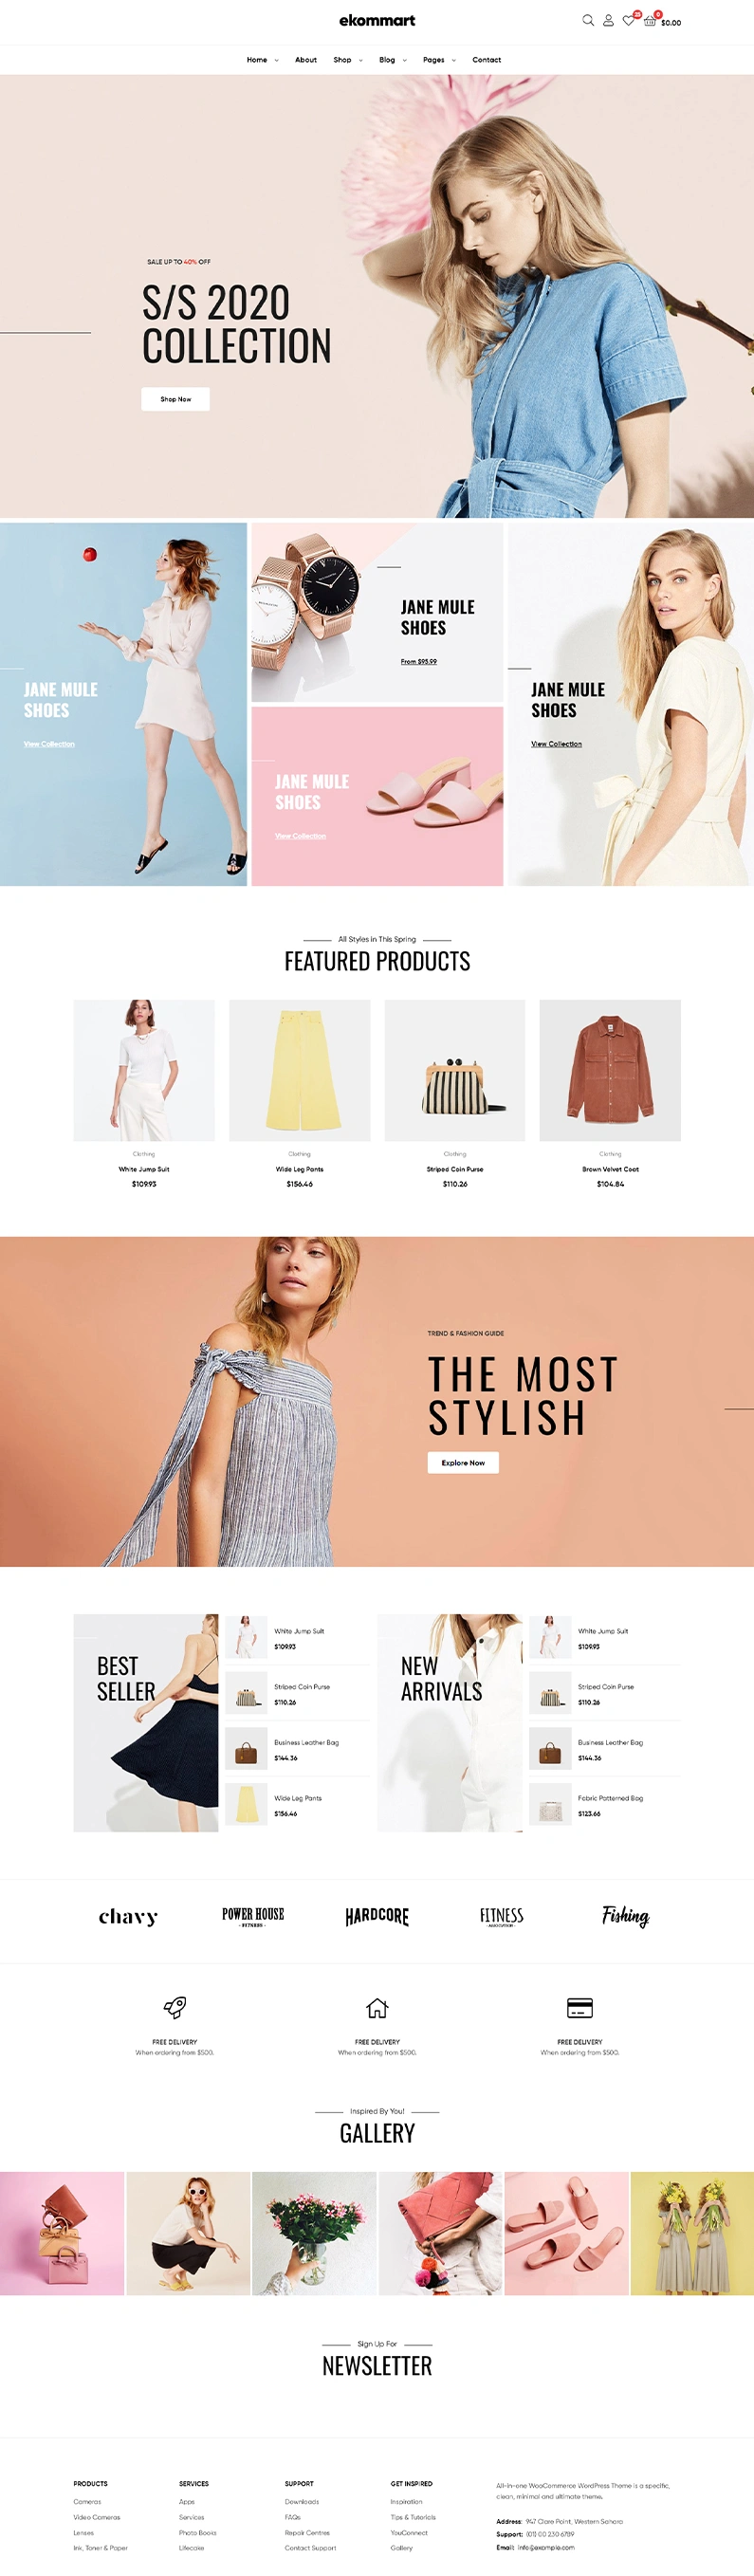 ekommart
25
0
$0.00
Home
About
Shop
Blog
Pages
Contact
SALE UP TO 40% OFF
S/S 2020
COLLECTION
Shop Now
JANE MULE
SHOES
View Collection
JANE MULE
SHOES
From $95.99
JANE MULE
SHOES
View Collection
JANE MULE
SHOES
View Collection
All Styles in This Spring
FEATURED PRODUCTS
Clothing
White Jump Suit
$109.93
Clothing
Wide Leg Pants
$156.46
Clothing
Striped Coin Purse
$110.26
Clothing
Brown Velvet Coat
$104.84
TREND & FASHION GUIDE
THE MOST
STYLISH
Explore Now
BEST
SELLER
White Jump Suit
$109.93
Striped Coin Purse
$110.26
Business Leather Bag
$144.36
Wide Leg Pants
$156.46
NEW
ARRIVALS
White Jump Suit
$109.93
Striped Coin Purse
$110.26
Business Leather Bag
$144.36
Fabric Patterned Bag
$123.66
chavy
POWER HOUSE
FITNESS
HARDCORE
FITNESS
ASSOCIATION
Fishing
FREE DELIVERY
When ordering from $500.
FREE DELIVERY
When ordering from $500.
FREE DELIVERY
When ordering from $500.
Inspired By You!
GALLERY
Sign Up For
NEWSLETTER
PRODUCTS
Cameras
Video Cameras
Lenses
Ink, Toner & Paper
SERVICES
Apps
Services
Photo Books
Lifecake
SUPPORT
Downloads
FAQs
Repair Centres
Contact Support
GET INSPIRED
Inspiration
Tips & Tutorials
YouConnect
Gallery
All-in-one WooCommerce WordPress Theme is a specific,
clean, minimal and ultimate theme.
Address: 947 Clare Point, Western Sahara
Support: (01) 00 230 6789
Email: info@example.com